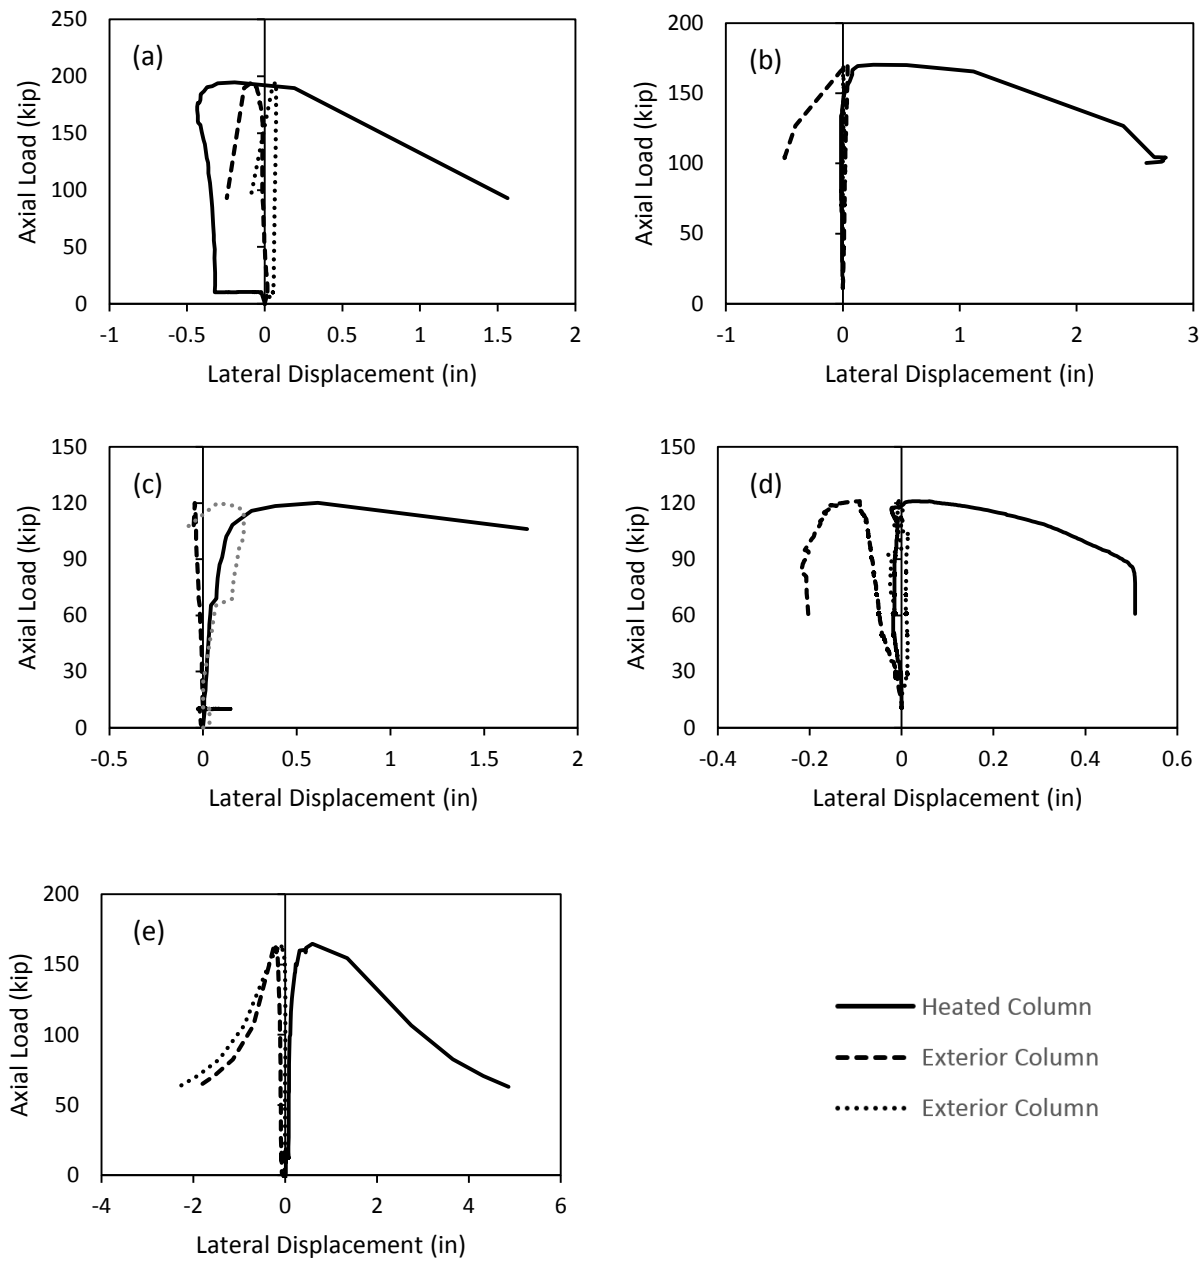 (a)
Axial Load (kip)
250
200
150
100
50
0
-1 -0.5 0 0.5 1 1.5 2
Lateral Displacement (in)
(b)
Axial Load (kip)
200
150
100
50
0
-1 0 1 2 3
Lateral Displacement (in)
(c)
Axial Load (kip)
150
120
90
60
30
0
-0.5 0 0.5 1 1.5 2
Lateral Displacement (in)
(d)
Axial Load (kip)
150
120
90
60
30
0
-0.4 -0.2 0 0.2 0.4 0.6
Lateral Displacement (in)
(e)
Axial Load (kip)
200
150
100
50
0
-4 -2 0 2 4 6
Lateral Displacement (in)
Heated Column
Exterior Column
Exterior Column